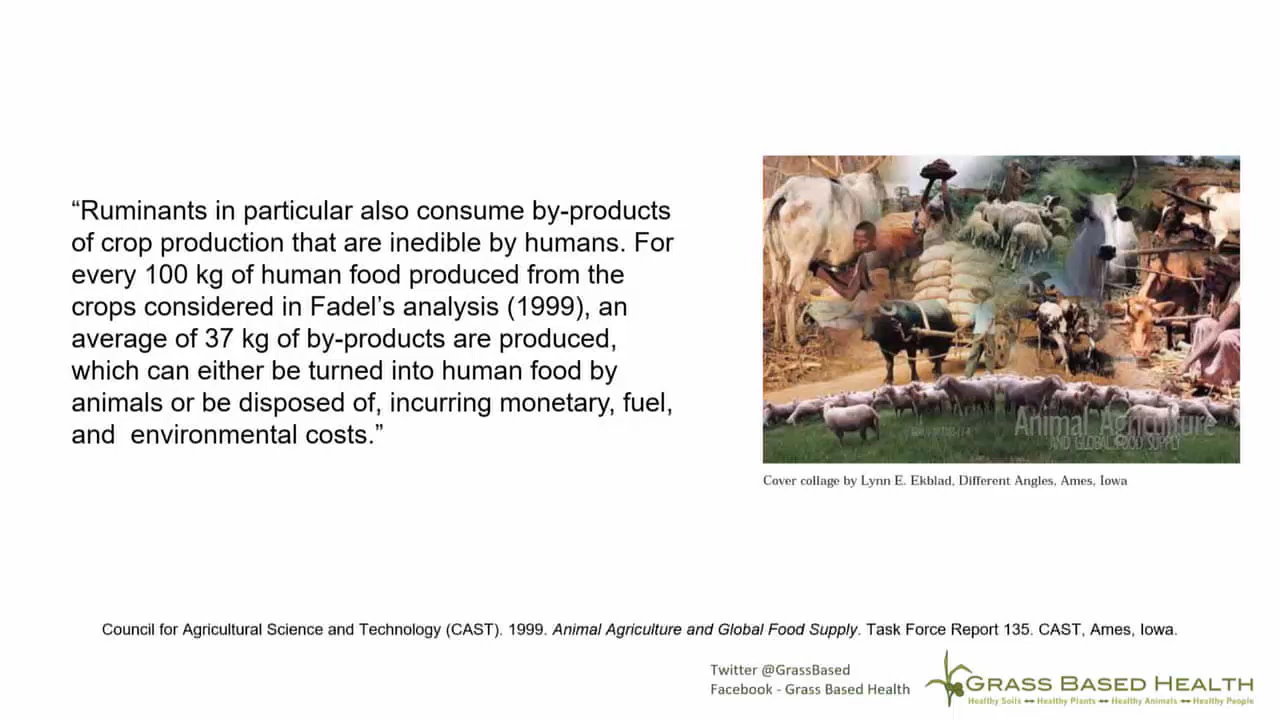 “Ruminants in particular also consume by-products
of crop production that are inedible by humans. For
every 100 kg of human food produced from the
crops considered in Fadel’s analysis (1999), an
average of 37 kg of by-products are produced,
which can either be turned into human food by
animals or be disposed of, incurring monetary, fuel,
and  environmental costs.”
Animal Agriculture
AND GLOBAL FOOD SUPPLY
Cover collage by Lynn E. Ekblad, Different Angles, Ames, Iowa
Council for Agricultural Science and Technology (CAST). 1999. Animal Agriculture and Global Food Supply. Task Force Report 135. CAST, Ames, Iowa.
Twitter @GrassBased
Facebook - Grass Based Health
GRASS BASED HEALTH
Healthy Soils ↔ Healthy Plants ↔ Healthy Animals ↔ Healthy People